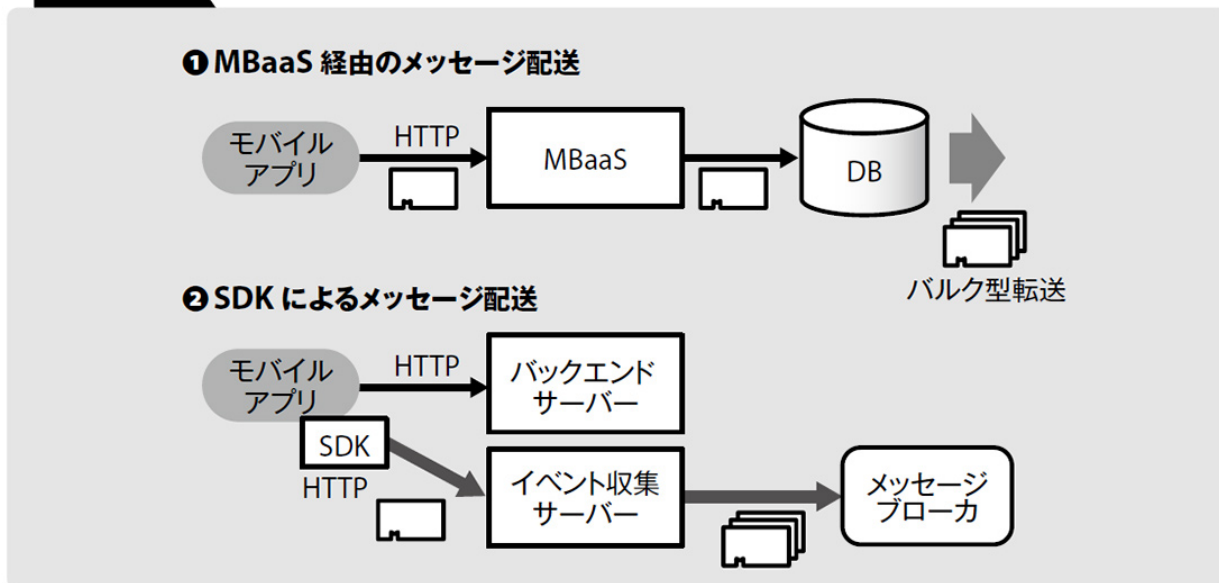 ❶ MBaaS 経由のメッセージ配送
モバイル
アプリ
HTTP
MBaaS
DB
バルク型転送
❷ SDK によるメッセージ配送
モバイル
アプリ
HTTP
バックエンド
サーバー
SDK
HTTP
イベント収集
サーバー
メッセージ
ブローカ